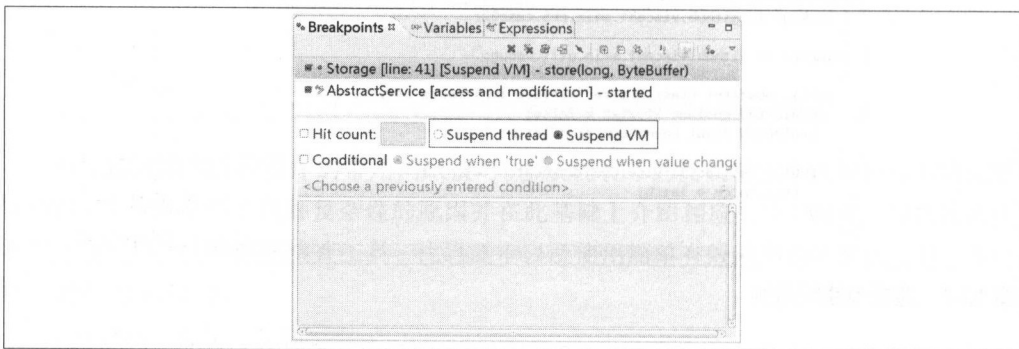 Breakpoints Variables Expressions
Storage [line: 41] [Suspend VM] - store(long, ByteBuffer)
AbstractService [access and modification] - started
Hit count: Suspend thread Suspend VM
Conditional Suspend when 'true' Suspend when value change
<Choose a previously entered condition>